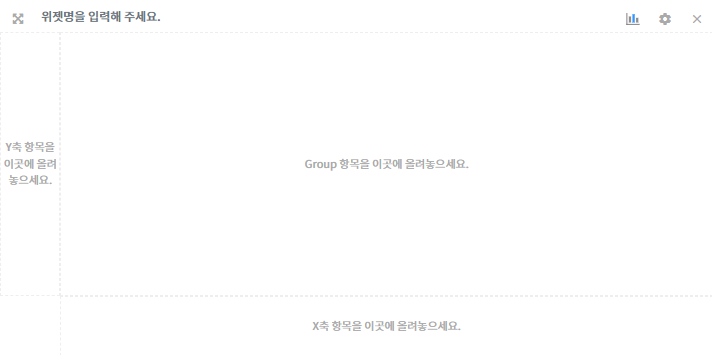 위젯명을 입력해 주세요.
Y축 항목을
이곳에 올려
놓으세요.
Group 항목을 이곳에 올려놓으세요.
X축 항목을 이곳에 올려놓으세요.